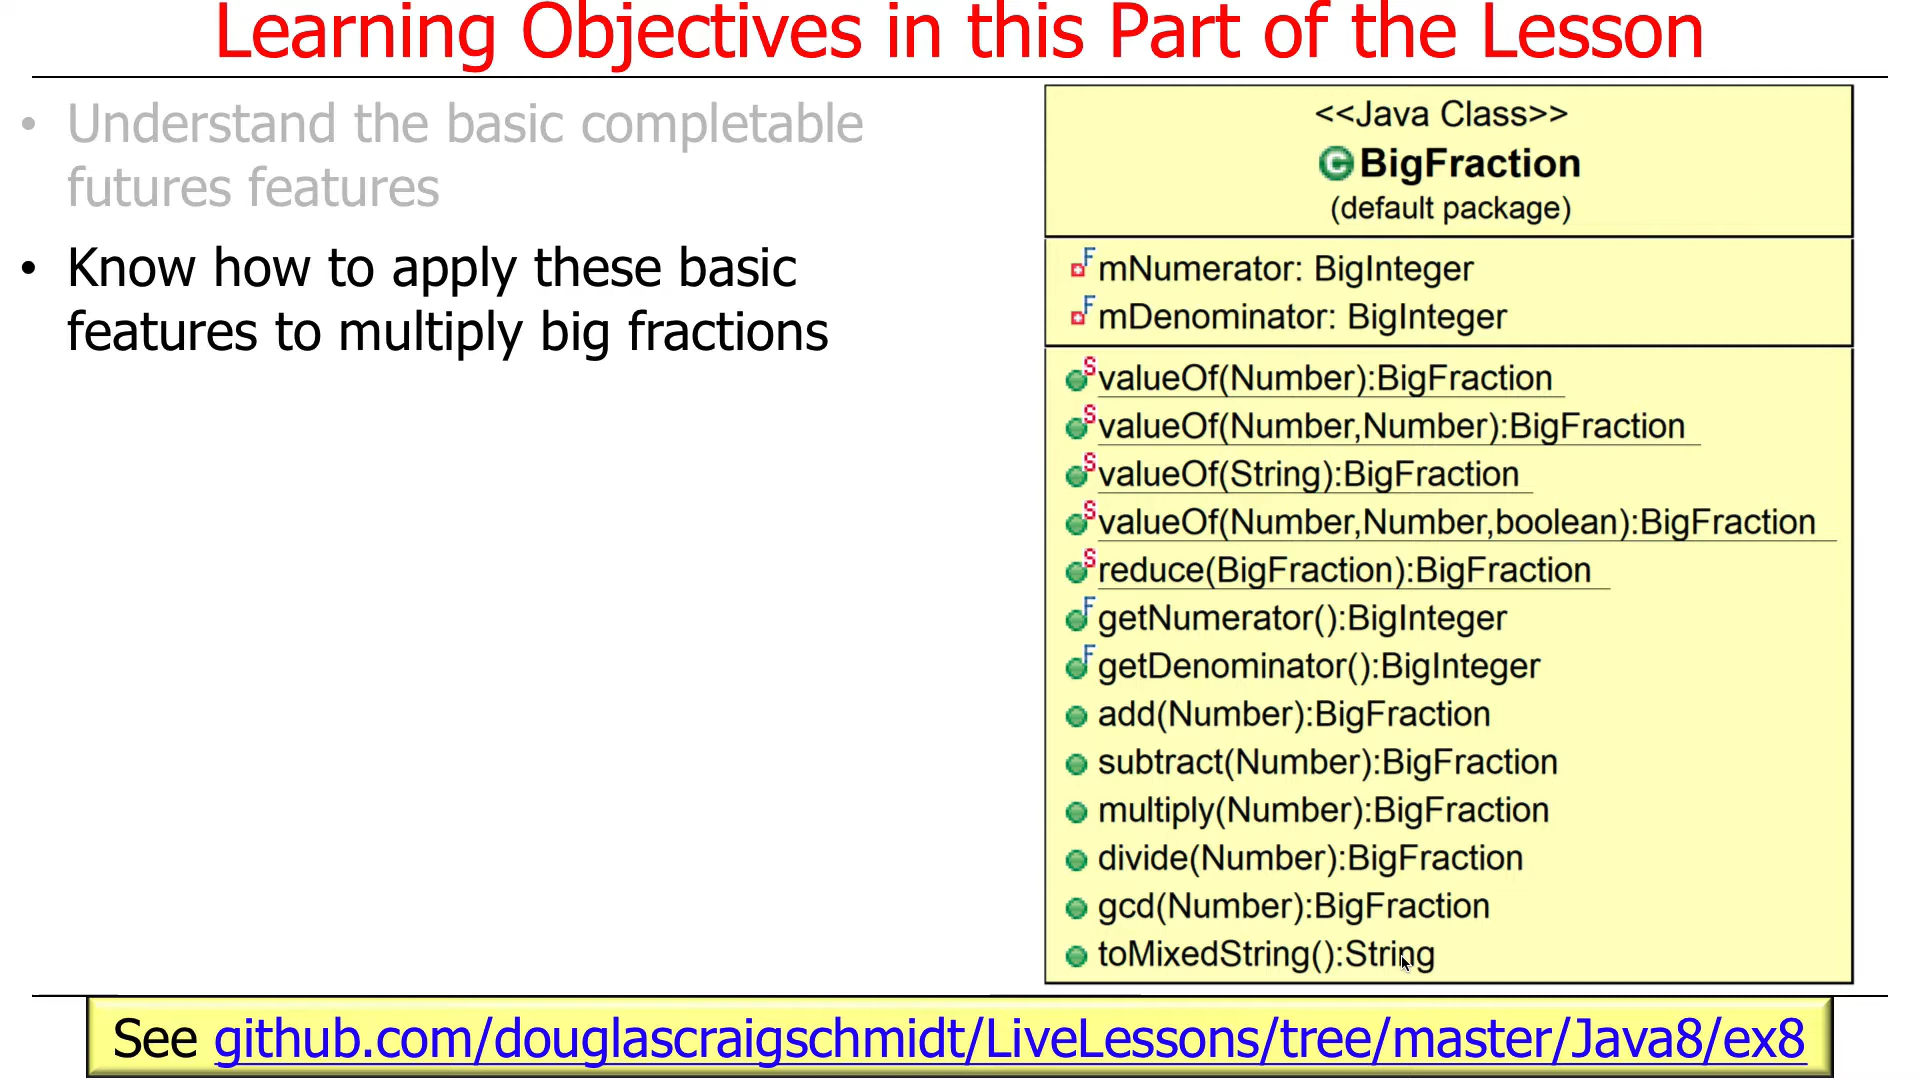 Learning Objectives in this Part of the Lesson
• Understand the basic completable
futures features
• Know how to apply these basic
features to multiply big fractions
<<Java Class>>
C BigFraction
(default package)
F mNumerator: BigInteger
F mDenominator: BigInteger
S valueOf(Number):BigFraction
S valueOf(Number,Number):BigFraction
S valueOf(String):BigFraction
S valueOf(Number,Number,boolean):BigFraction
S reduce(BigFraction):BigFraction
F getNumerator():BigInteger
F getDenominator():BigInteger
add(Number):BigFraction
subtract(Number):BigFraction
multiply(Number):BigFraction
divide(Number):BigFraction
gcd(Number):BigFraction
toMixedString():String
See github.com/douglascraigschmidt/LiveLessons/tree/master/Java8/ex8